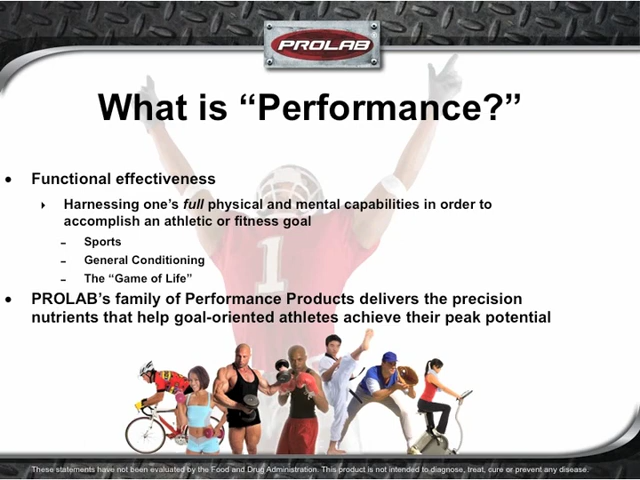 PROLAB
What is “Performance?”
• Functional effectiveness
Harnessing one’s full physical and mental capabilities in order to
accomplish an athletic or fitness goal
– Sports
– General Conditioning
– The “Game of Life”
• PROLAB’s family of Performance Products delivers the precision
nutrients that help goal-oriented athletes achieve their peak potential
1
These statements have not been evaluated by the Food and Drug Administration. This product is not intended to diagnose, treat, cure or prevent any disease.